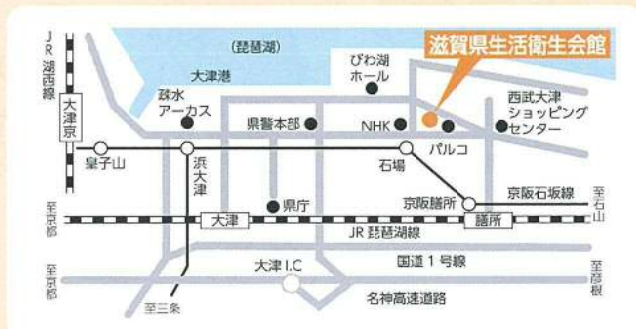 JR湖西線
(琵琶湖)
滋賀県生活衛生会館
大津港
びわ湖
ホール
疎水
アーカス
西武大津
ショッピング
センター
大津京
県警本部
NHK
パルコ
皇子山
浜大津
石場
京阪膳所
京阪石坂線
至石山
至京都
県庁
大津
膳所
JR琵琶湖線
国道1号線
大津I.C
至京都
至彦根
至三条
名神高速道路